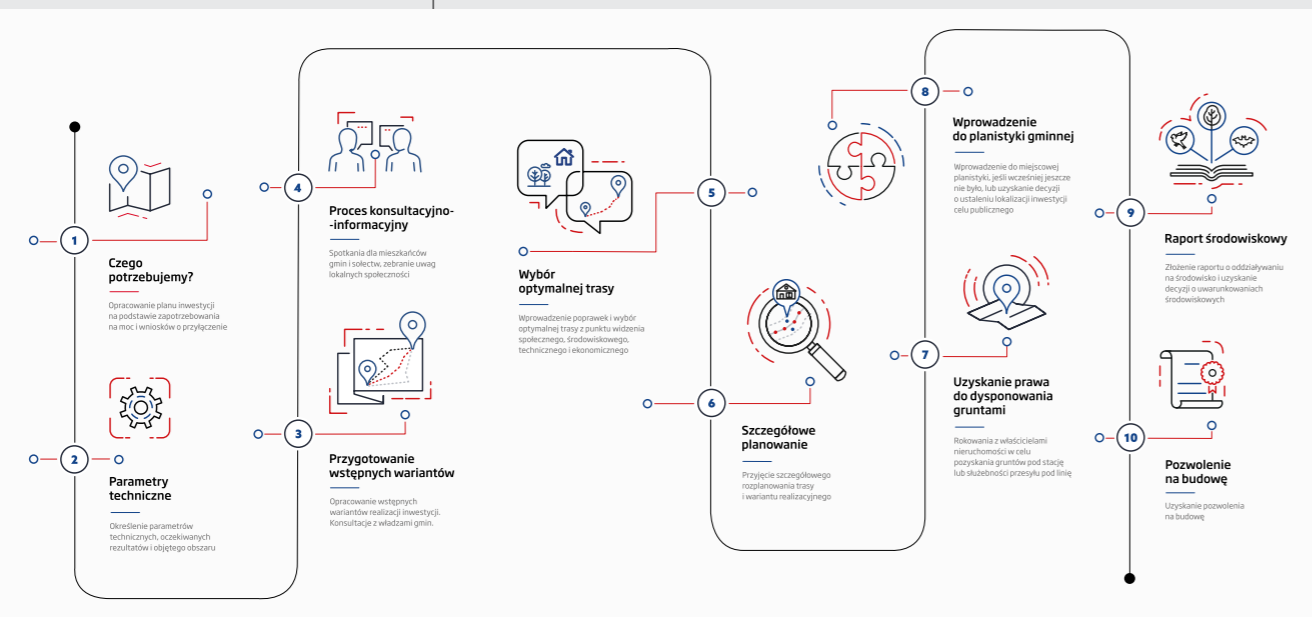 1
Czego
potrzebujemy?
Opracowanie planu inwestycji
na podstawie zapotrzebowania
na moc i wniosków o przyłączenie
2
Parametry
techniczne
Określenie parametrów
technicznych, oczekiwanych
rezultatów i objętego obszaru
3
Przygotowanie
wstępnych wariantów
Opracowanie wstępnych
wariantów realizacji inwestycji.
Konsultacje z władzami gmin.
4
Proces konsultacyjno-
-informacyjny
Spotkania dla mieszkańców
gmin i sołectw, zebranie uwag
lokalnych społeczności
5
Wybór
optymalnej trasy
Wprowadzenie poprawek i wybór
optymalnej trasy z punktu widzenia
społecznego, środowiskowego,
technicznego i ekonomicznego
6
Szczegółowe
planowanie
Przyjęcie szczegółowego
rozplanowania trasy
i wariantu realizacyjnego
7
Uzyskanie prawa
do dysponowania
gruntami
Rokowania z właścicielami
nieruchomości w celu
pozyskania gruntów pod stację
lub służebności przesyłu pod linię
8
Wprowadzenie
do planistyki gminnej
Wprowadzenie do miejscowej
planistyki, jeśli wcześniej jeszcze
nie było, lub uzyskanie decyzji
o ustaleniu lokalizacji inwestycji
celu publicznego
9
Raport środowiskowy
Złożenie raportu o oddziaływaniu
na środowisko i uzyskanie
decyzji o uwarunkowaniach
środowiskowych
10
Pozwolenie
na budowę
Uzyskanie pozwolenia
na budowę